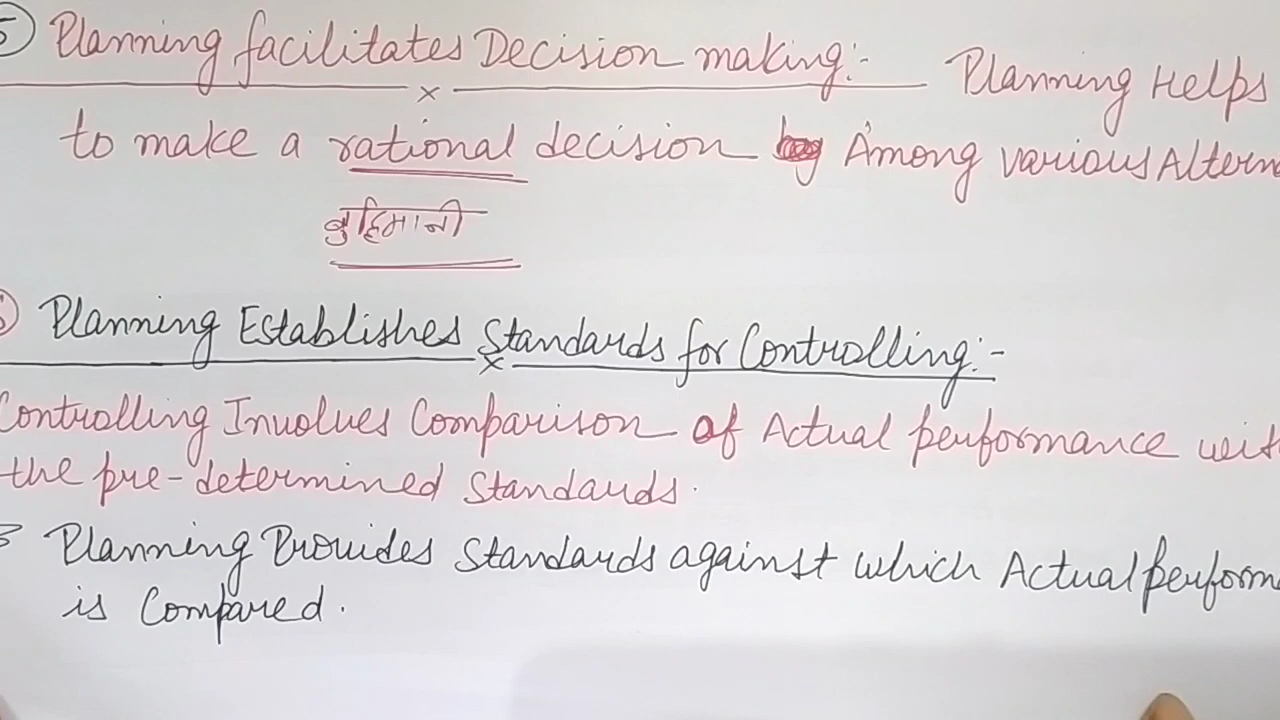 5 Planning facilitates Decision making:- Planning Helps
to make a rational decision Among various Altern
बुद्धिमानी
6 Planning Establishes Standards for Controlling:-
Controlling Involves Comparison of Actual performance wit
the pre-determined Standards.
Planning Provides Standards against which Actual perform
is Compared.